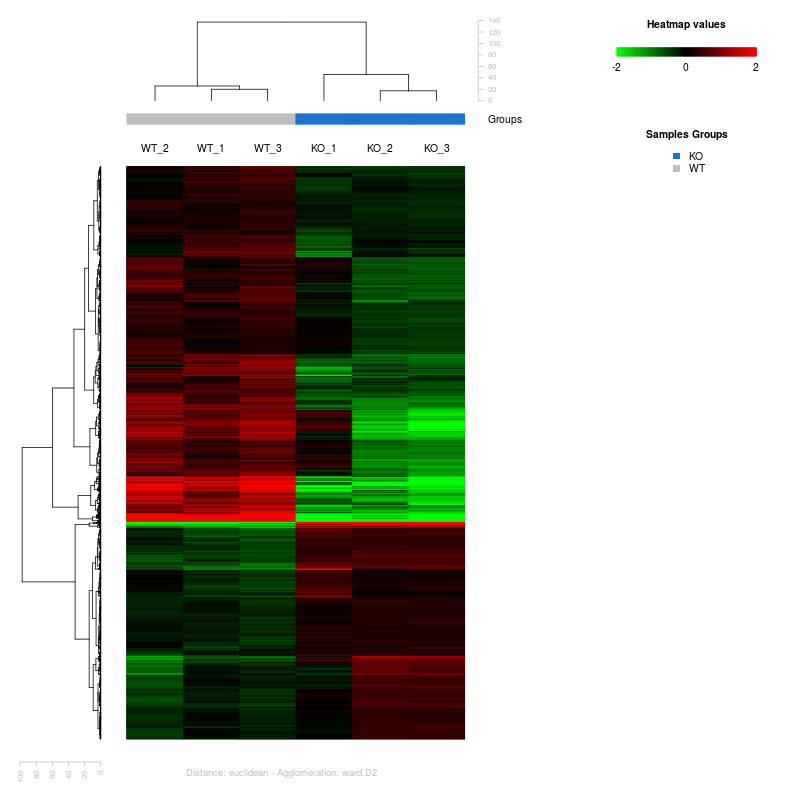 Heatmap values
-2 0 2
140
120
100
80
60
40
20
0
Groups
Samples Groups
KO
WT
WT_2 WT_1 WT_3 KO_1 KO_2 KO_3
100 80 60 40 20 0
Distance: euclidean - Agglomeration: ward.D2